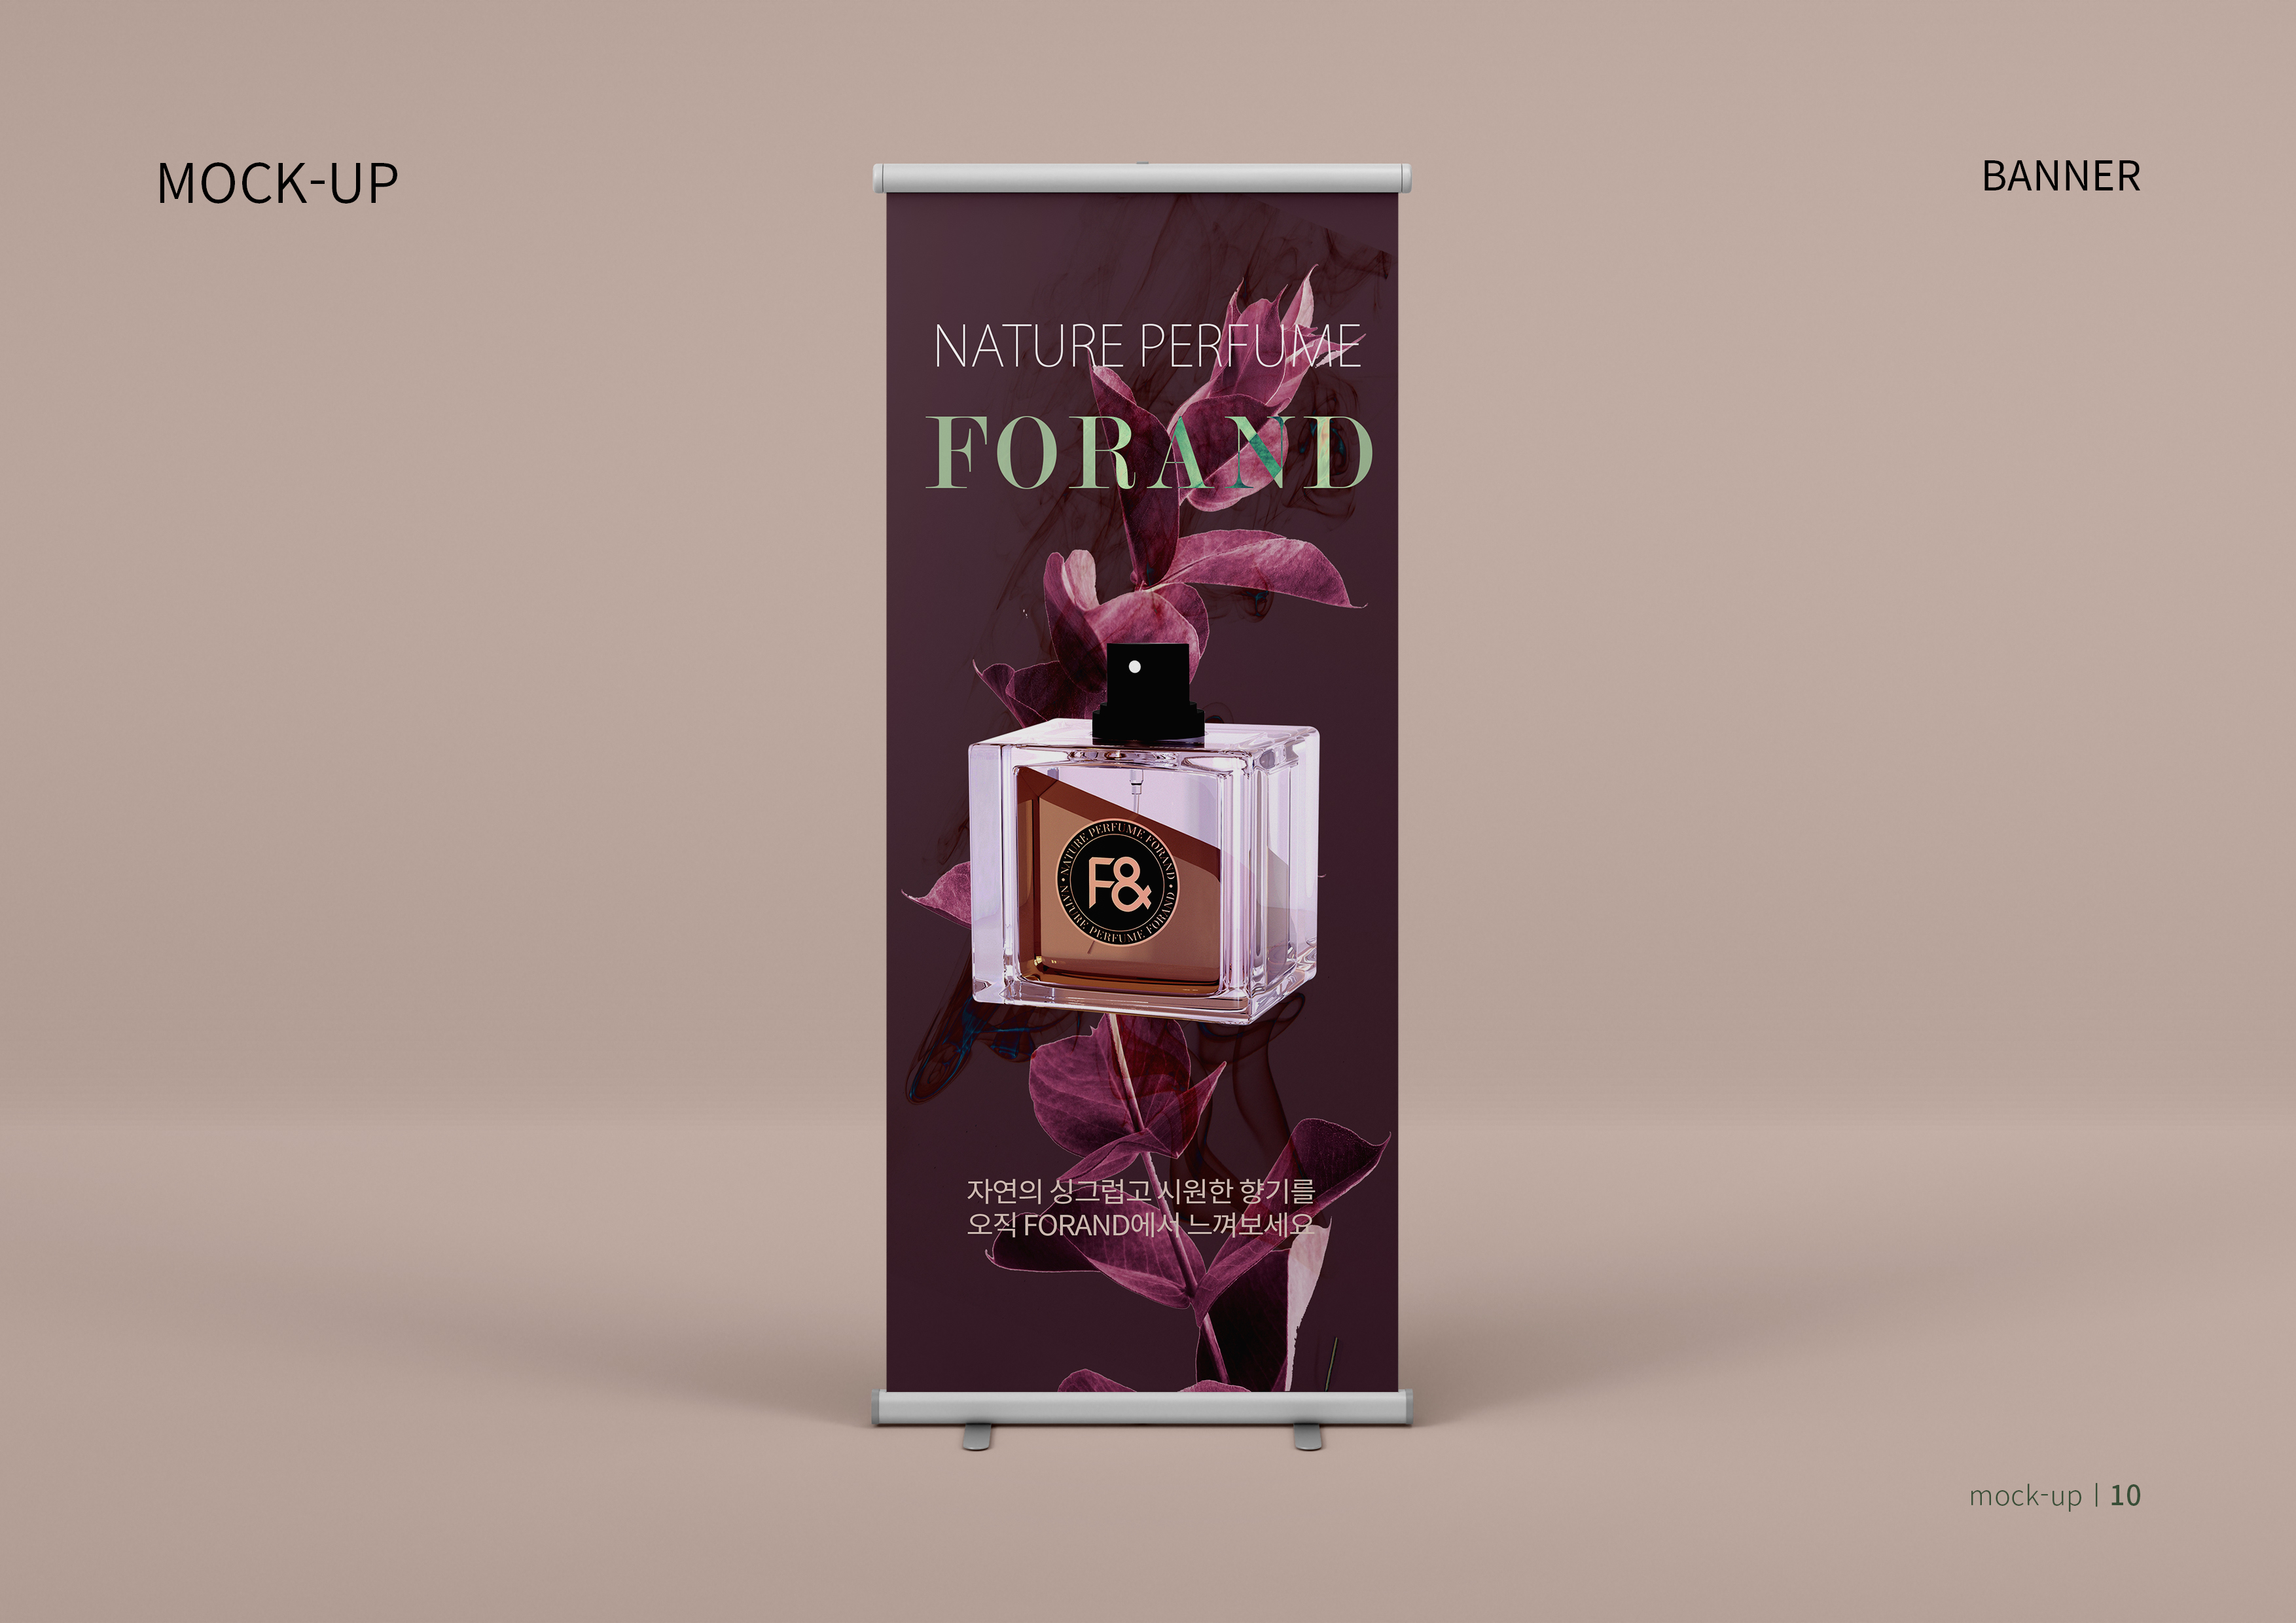 MOCK-UP
BANNER
NATURE PERFUME
FORAND
NATURE PERFUME FORAND
F&
NATURE PERFUME FORAND
자연의 싱그럽고 시원한 향기를
오직 FORAND에서 느껴보세요
mock-up | 10